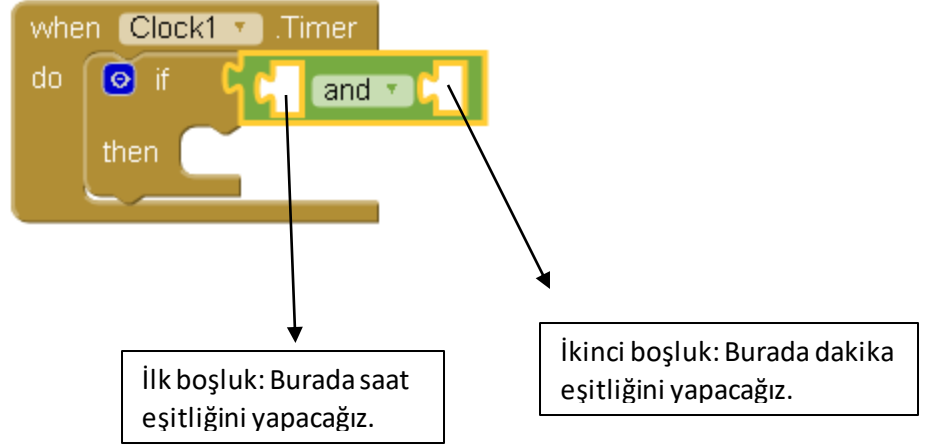 when Clock1 .Timer
do if and
then
İlk boşluk: Burada saat
eşitliğini yapacağız.
İkinci boşluk: Burada dakika
eşitliğini yapacağız.